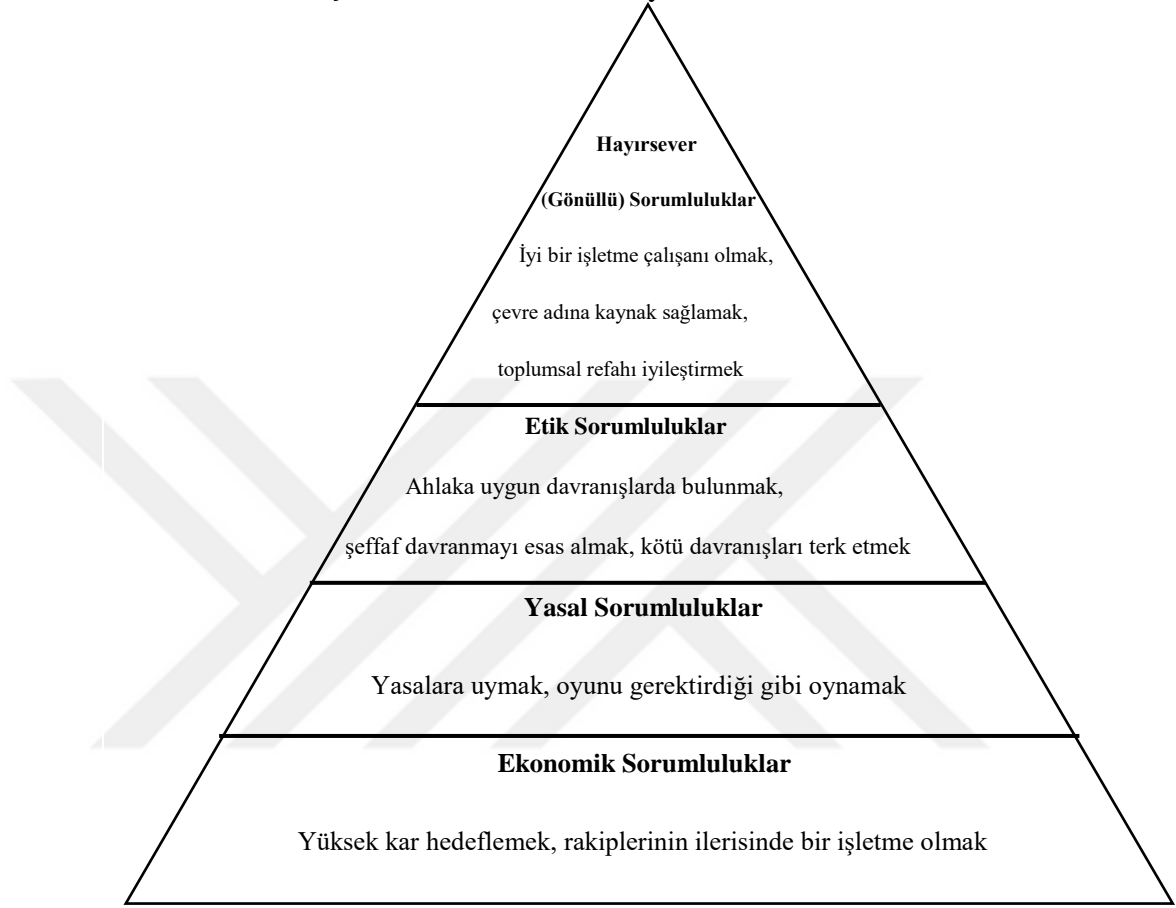 Hayırsever
(Gönüllü) Sorumluluklar
İyi bir işletme çalışanı olmak,
çevre adına kaynak sağlamak,
toplumsal refahı iyileştirmek
Etik Sorumluluklar
Ahlaka uygun davranışlarda bulunmak,
şeffaf davranmayı esas almak, kötü davranışları terk etmek
Yasal Sorumluluklar
Yasalara uymak, oyunu gerektirdiği gibi oynamak
Ekonomik Sorumluluklar
Yüksek kar hedeflemek, rakiplerinin ilerisinde bir işletme olmak